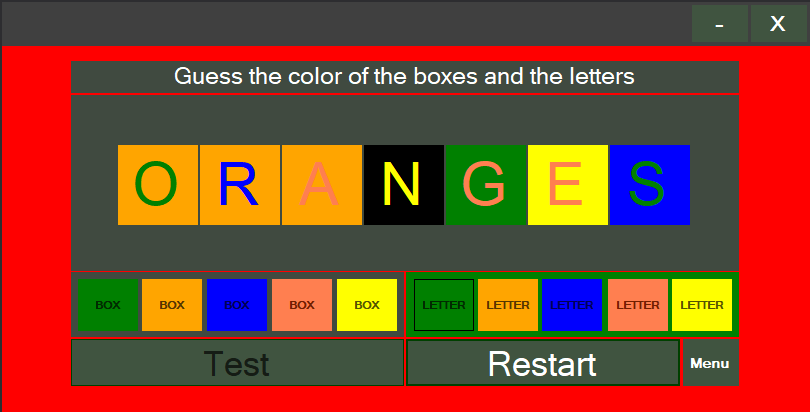 - X
Guess the color of the boxes and the letters
O R A N G E S
BOX BOX BOX BOX BOX LETTER LETTER LETTER LETTER LETTER
Test Restart Menu